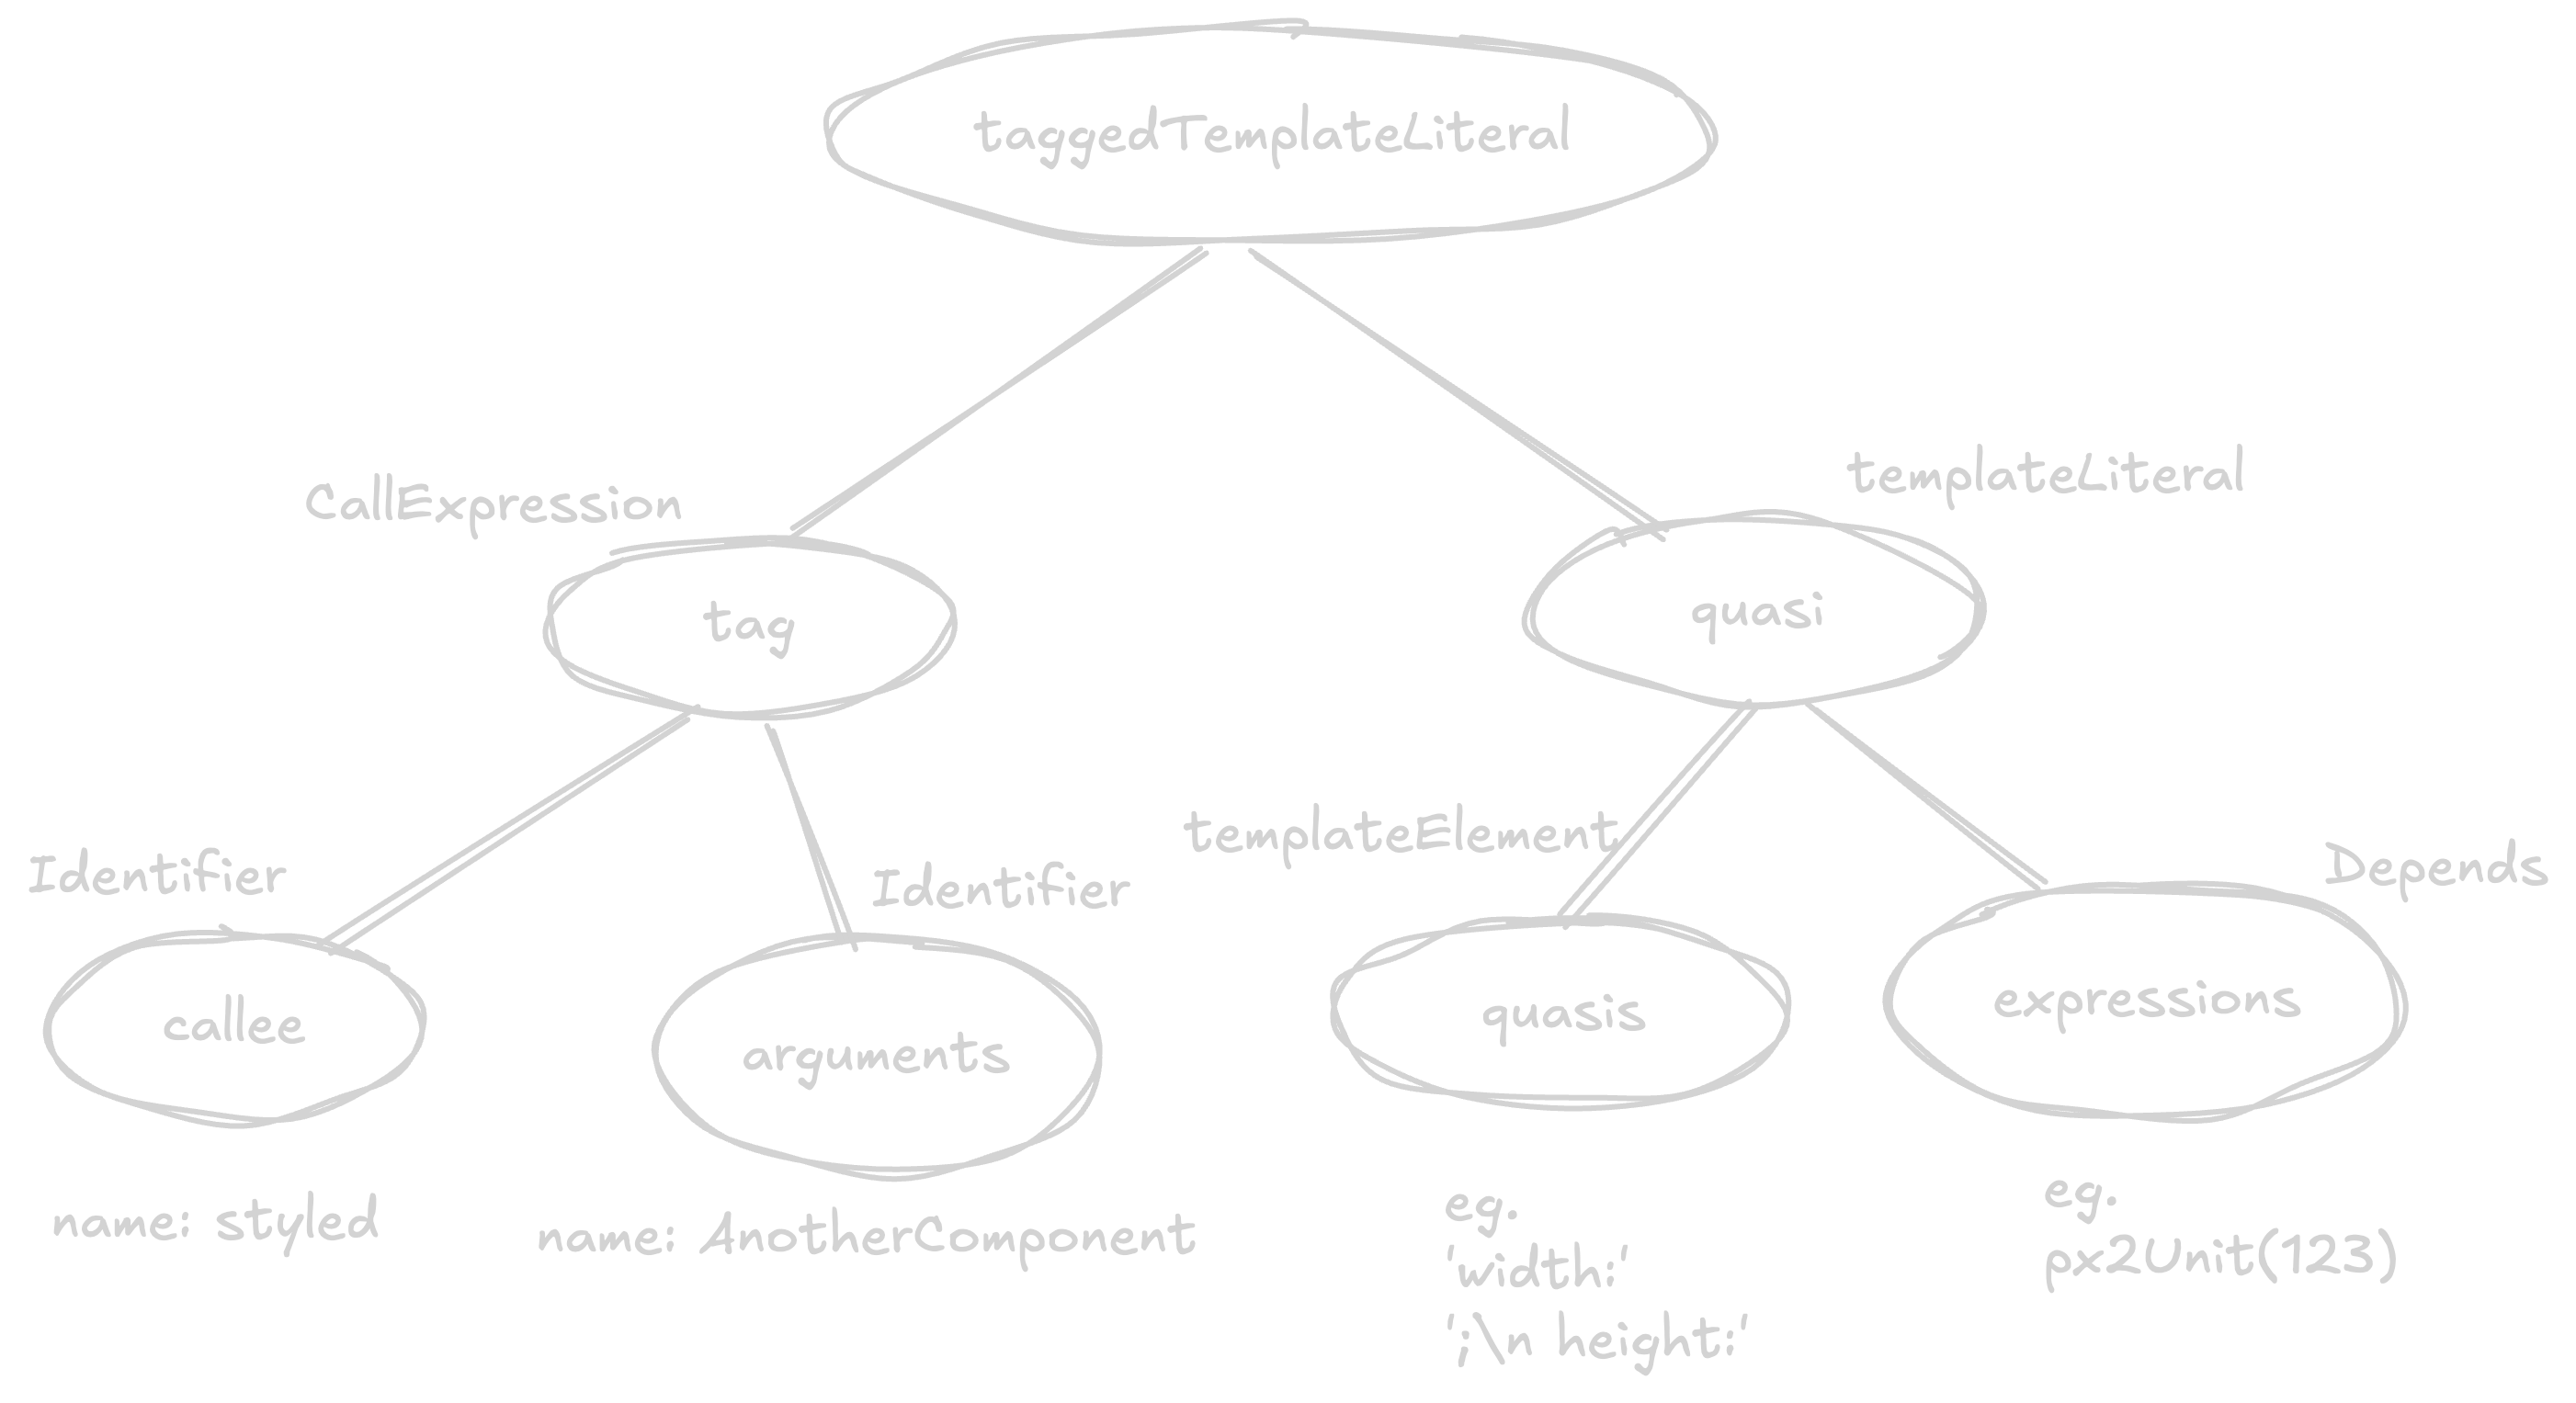 taggedTemplateLiteral
CallExpression
templateLiteral
tag
quasi
Identifier
Identifier
templateElement
Depends
callee
arguments
quasis
expressions
name: styled
name: AnotherComponent
eg.
'width:'
';\n height:'
eg.
px2Unit(123)